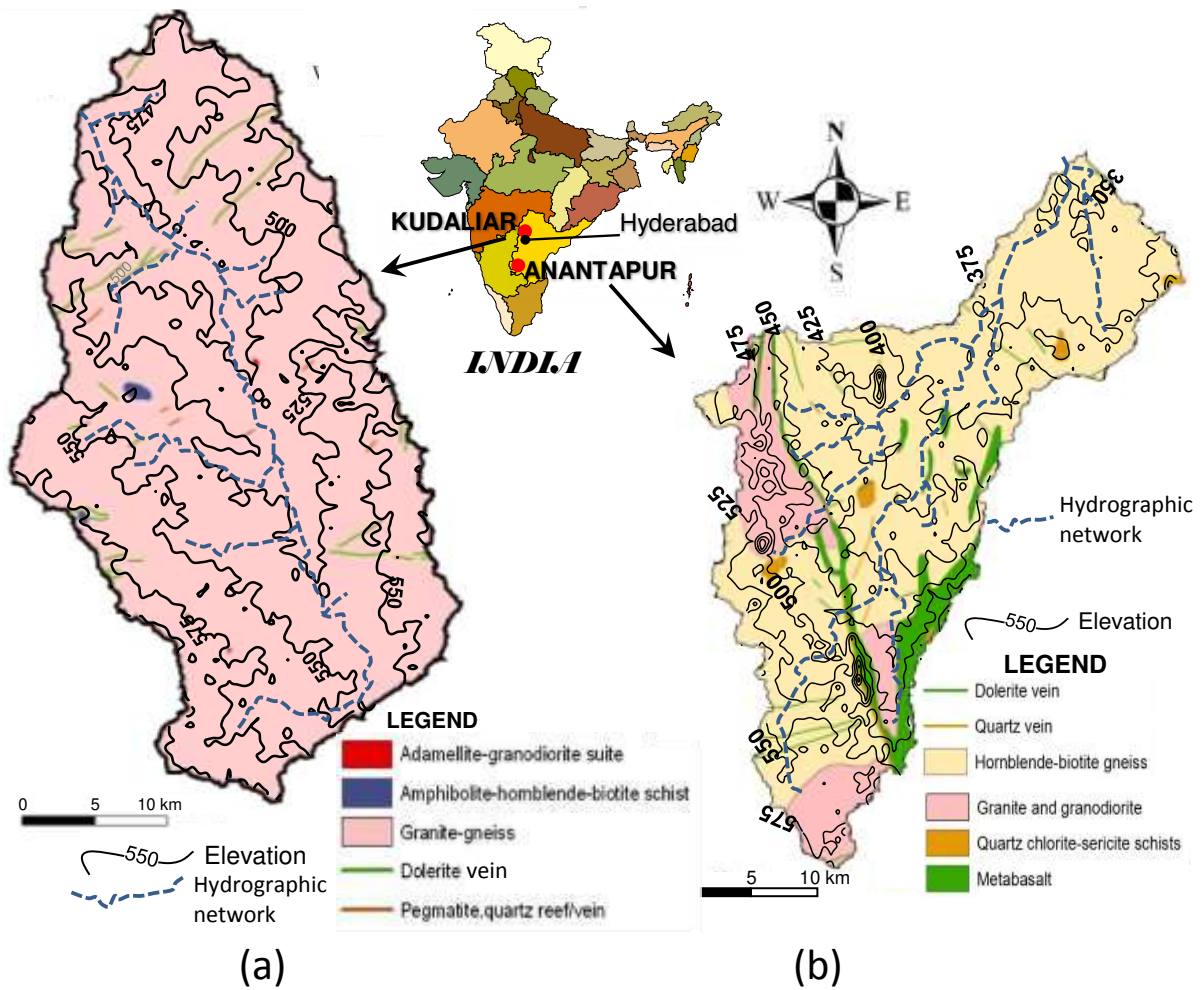 475
500
500
525
550
550
575
550
LEGEND
Adamellite-granodiorite suite
Amphibolite-homblende-biotite schist
Granite-gneiss
Dolerite vein
Pegmatite,quartz reef/vein
0 5 10 km
550 Elevation
Hydrographic
network
(a)
KUDALIAR
Hyderabad
ANANTAPUR
INDIA
N
W E
S
350
375
400
425
450
475
525
500
550
575
Hydrographic
network
550 Elevation
LEGEND
Dolerite vein
Quartz vein
Hornblende-biotite gneiss
Granite and granodiorite
Quartz chlorite-sericite schists
Metabasalt
5 10 km
(b)